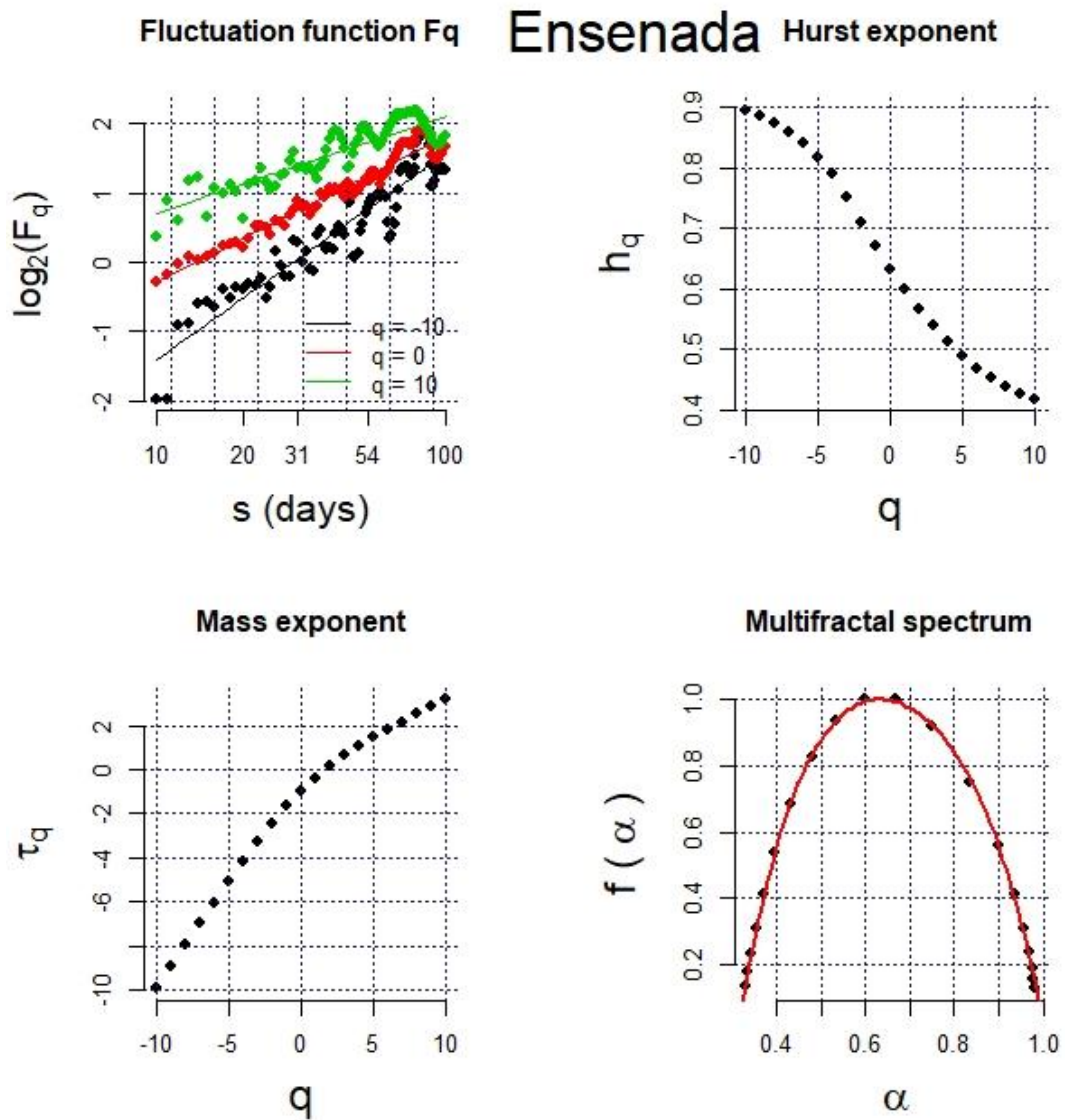 Fluctuation function Fq
Ensenada
Hurst exponent
log₂(F_q)
2
1
0
-1
-2
q = -10
q = 0
q = 10
10 20 31 54 100
s (days)
h_q
0.9
0.8
0.7
0.6
0.5
0.4
-10 -5 0 5 10
q
Mass exponent
τ_q
2
0
-2
-4
-6
-10
-10 -5 0 5 10
q
Multifractal spectrum
f ( α )
1.0
0.8
0.6
0.4
0.2
0.4 0.6 0.8 1.0
α